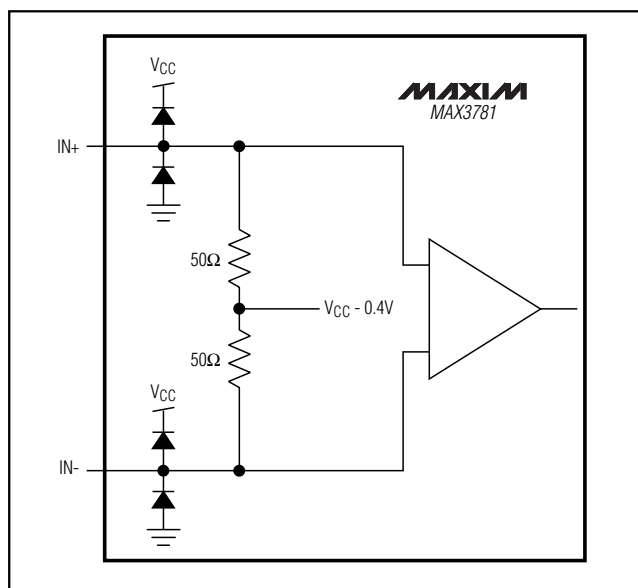 VCC
MAXIM
MAX3781
IN+
50Ω
VCC - 0.4V
50Ω
VCC
IN-